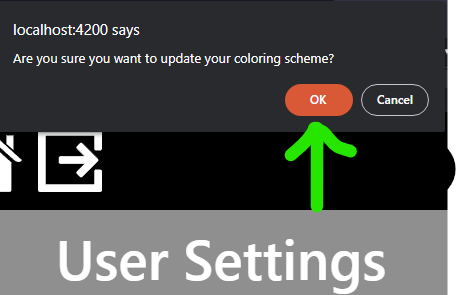 localhost:4200 says
Are you sure you want to update your coloring scheme?
OK
Cancel
User Settings